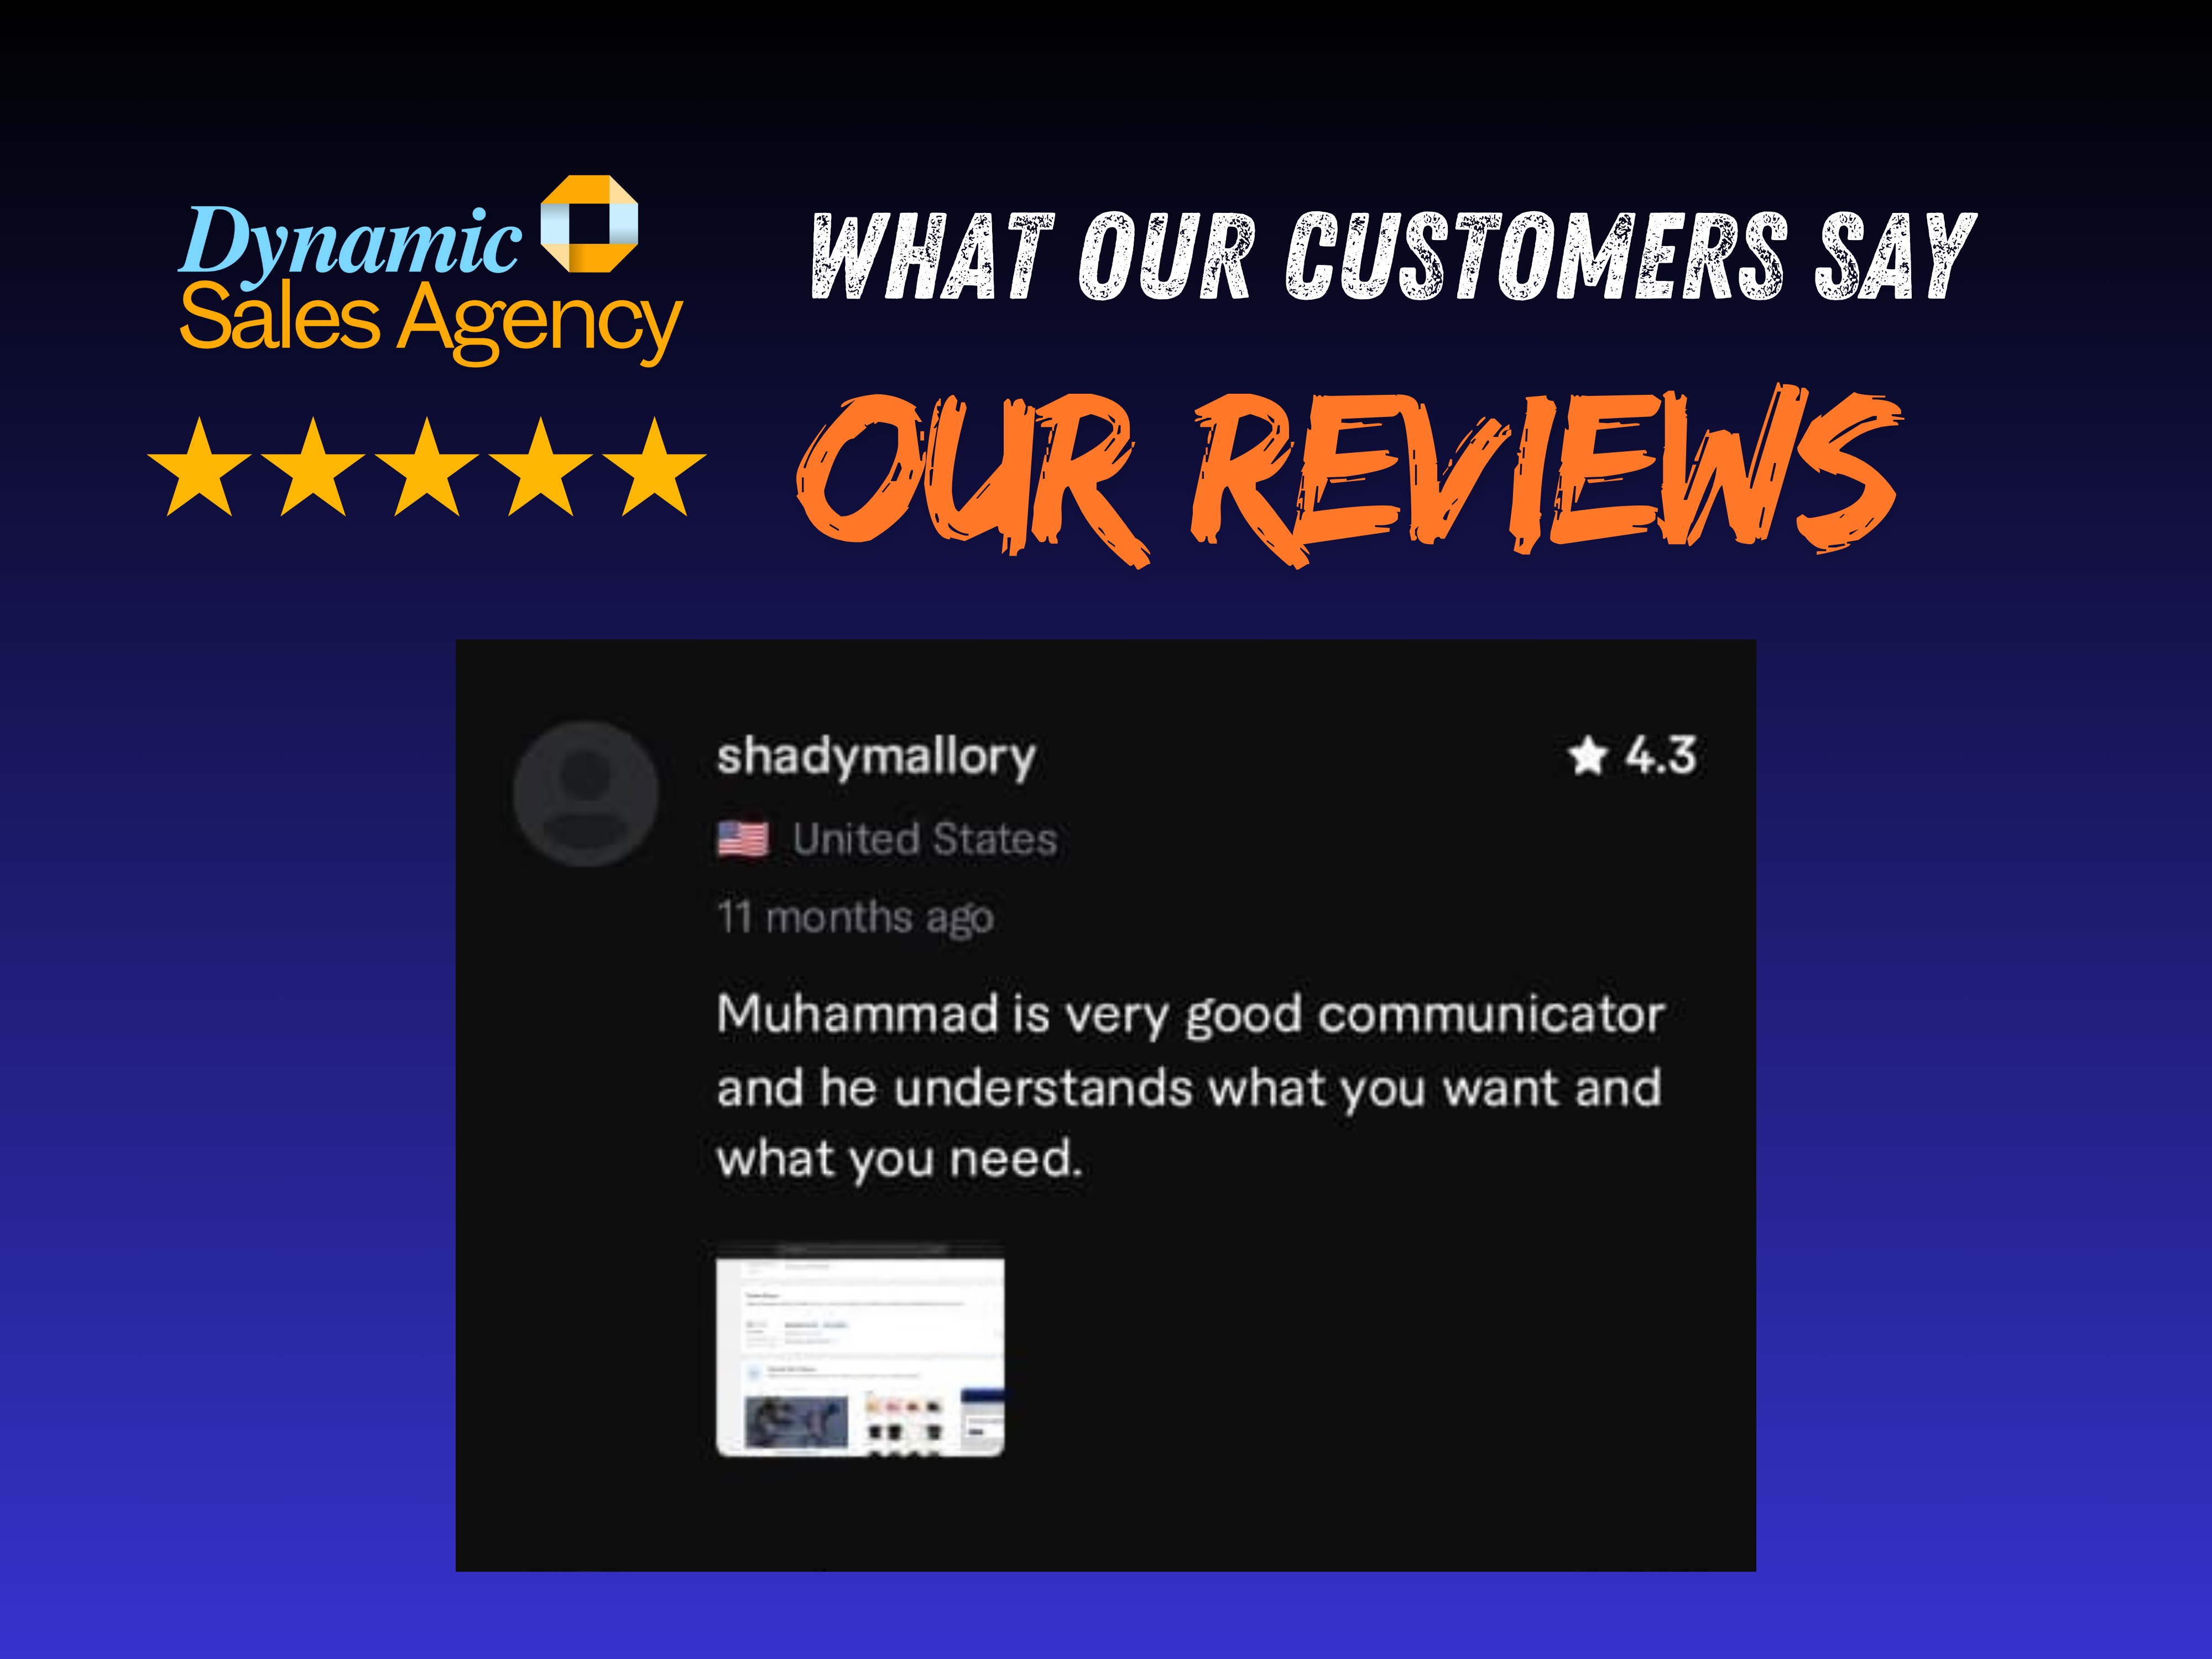 Dynamic
Sales Agency
WHAT OUR CUSTOMERS SAY
OUR REVIEWS
shadymallory
★ 4.3
United States
11 months ago
Muhammad is very good communicator
and he understands what you want and
what you need.